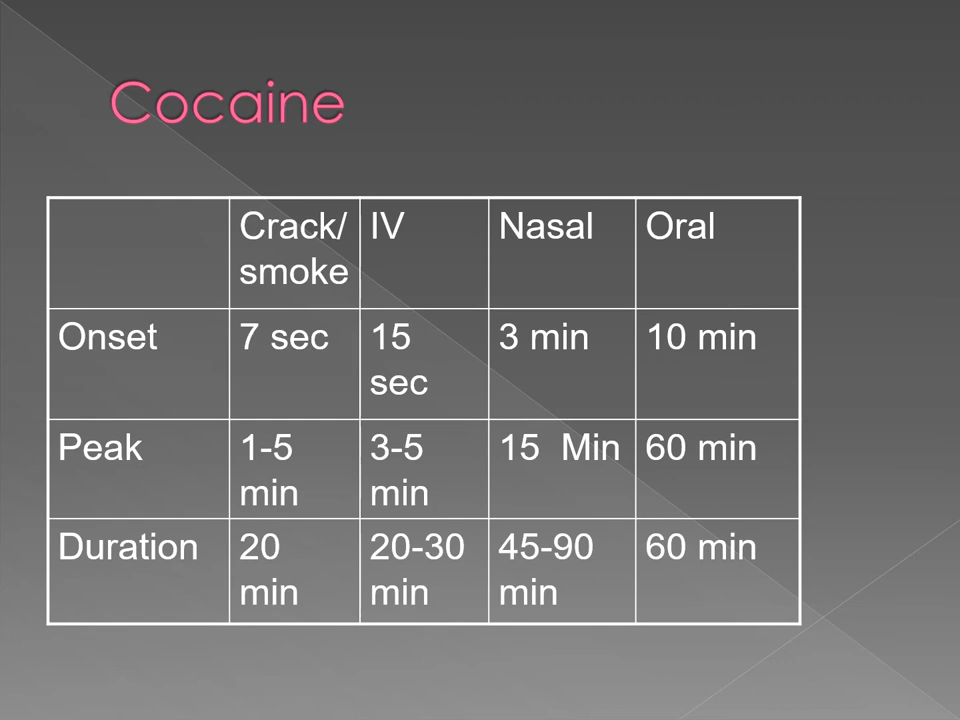 Cocaine
Crack/ IV Nasal Oral
smoke
Onset 7 sec 15 3 min 10 min
sec
Peak 1-5 3-5 15  Min 60 min
min min
Duration 20 20-30 45-90 60 min
min min min